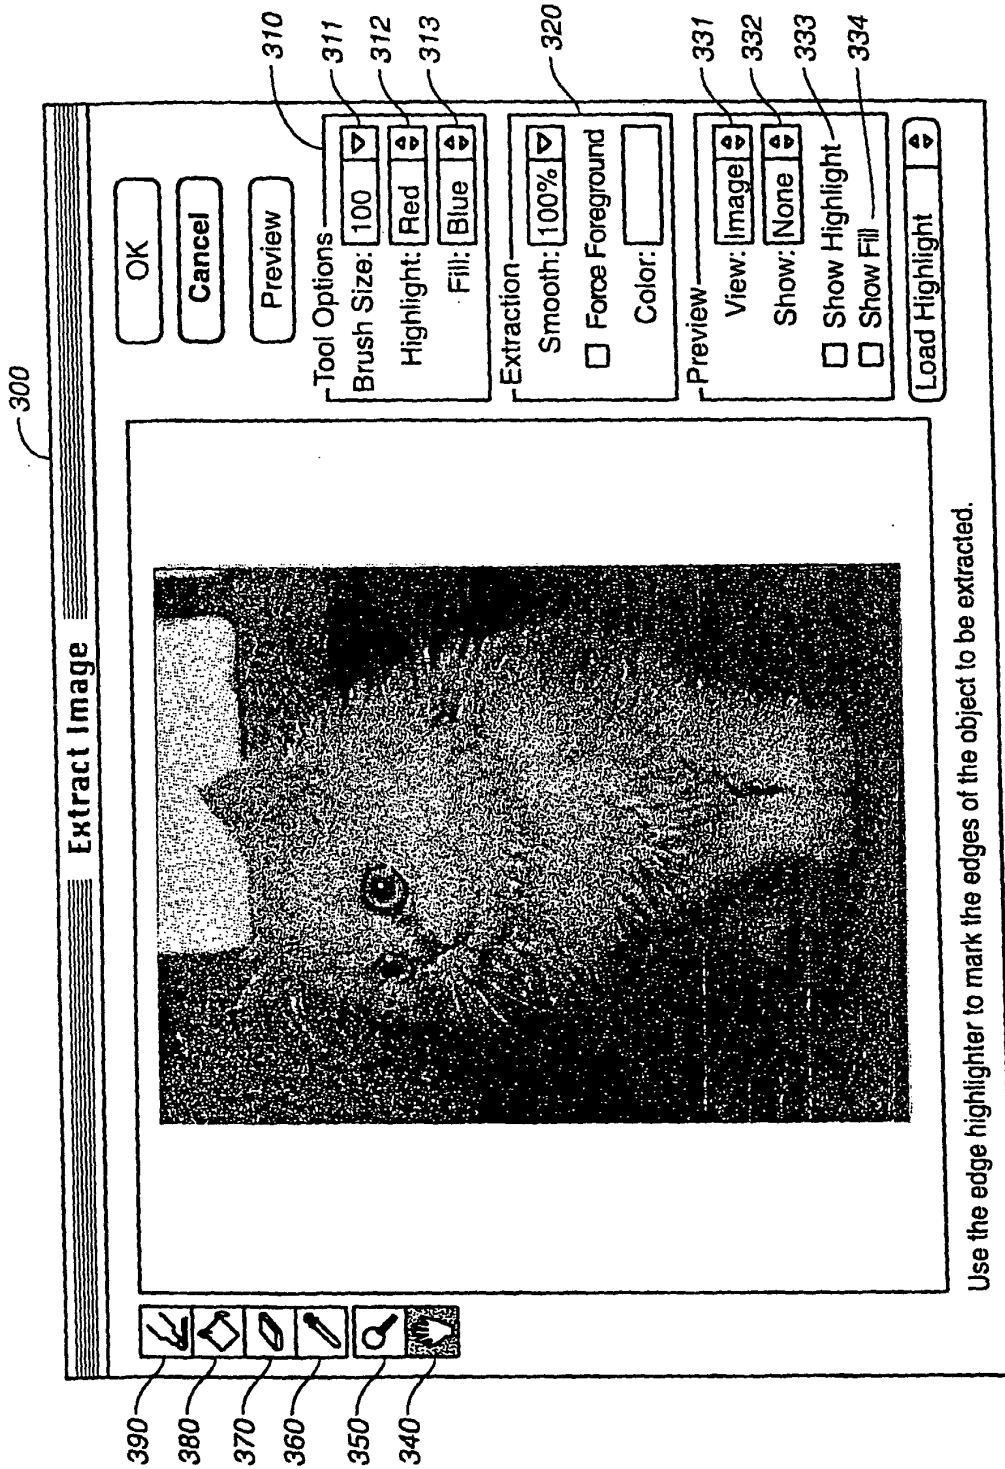 300
Extract Image
OK
Cancel
Preview
310
Tool Options
Brush Size: 100
311
Highlight: Red
312
Fill: Blue
313
Extraction
320
Smooth: 100%
Force Foreground
Color:
Preview
View: Image
331
Show: None
332
Show Highlight
333
Show Fill
334
Load Highlight
390
380
370
360
350
340
Use the edge highlighter to mark the edges of the object to be extracted.